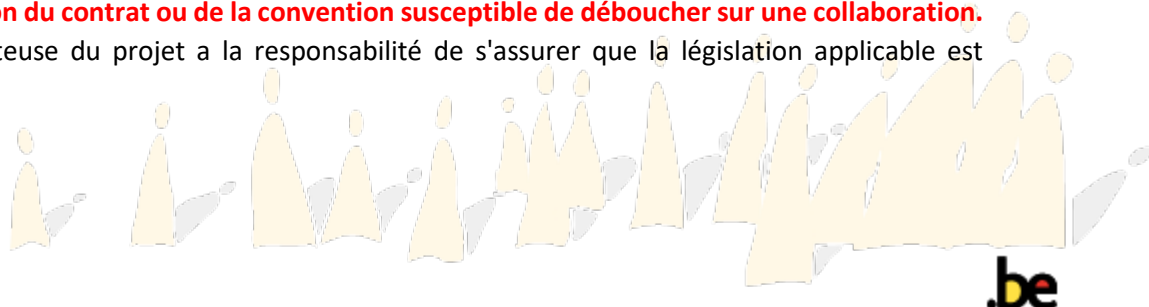 on du contrat ou de la convention susceptible de déboucher sur une collaboration.
teuse du projet a la responsabilité de s'assurer que la législation applicable est
.be